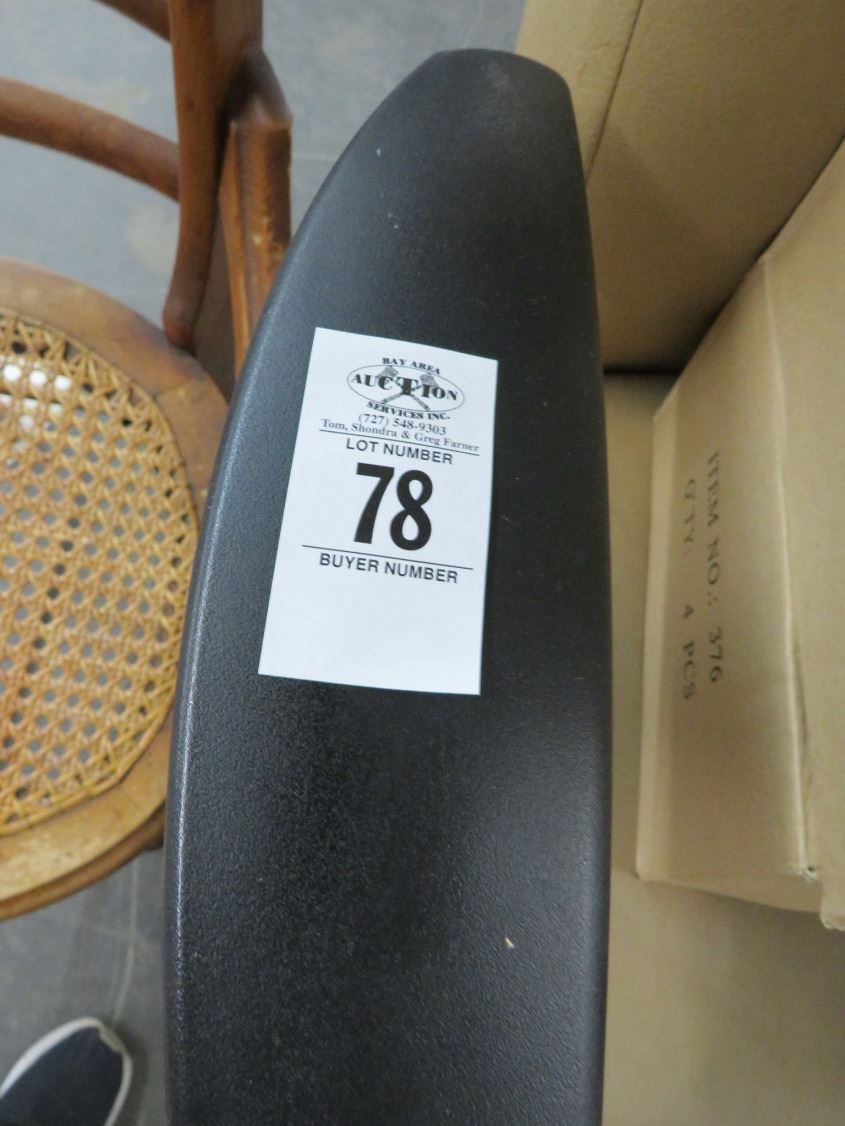 BAY AREA
AUCTION
SERVICES INC.
(727) 548-9303
Tom, Shondra & Greg Farner
LOT NUMBER
78
BUYER NUMBER
ITEM NO.: 376
Q'TY: 4 PCS